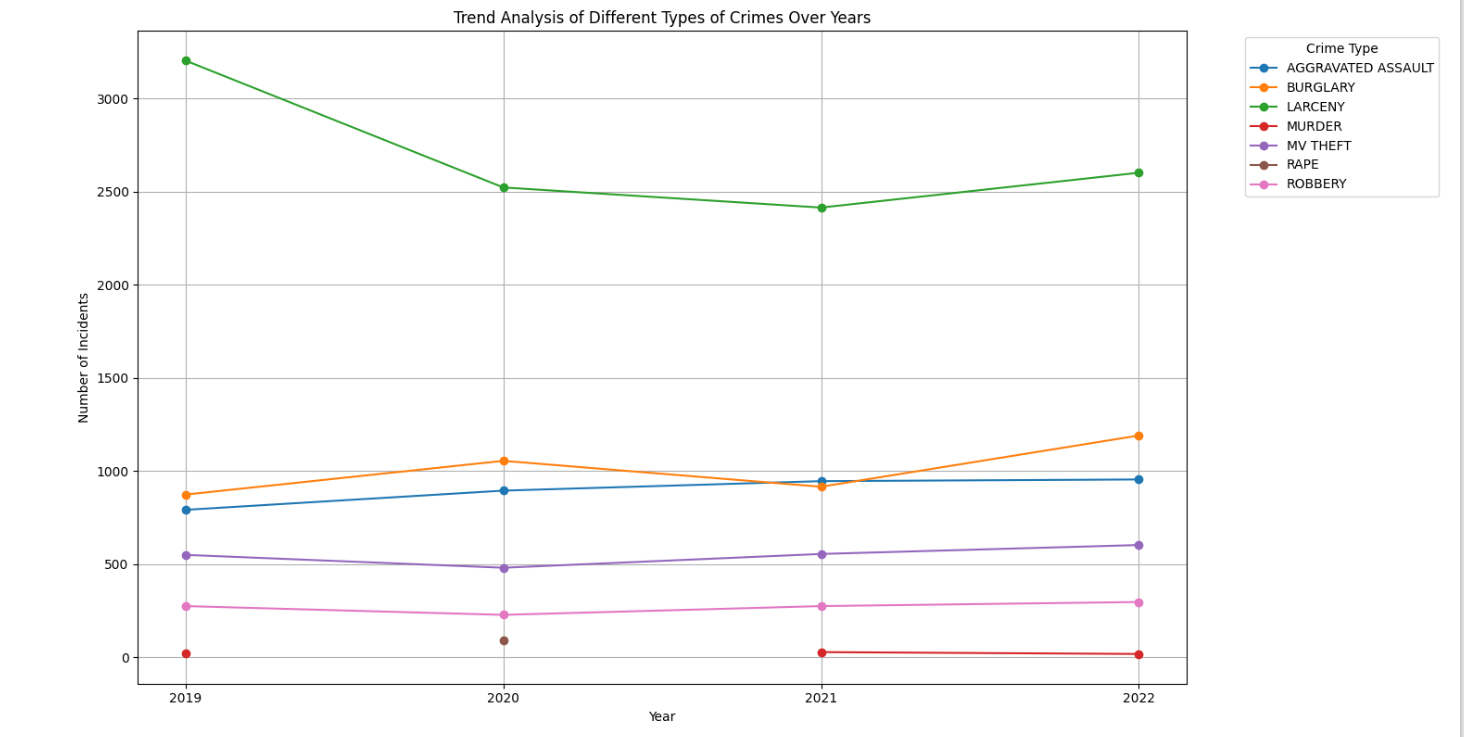 Trend Analysis of Different Types of Crimes Over Years
Number of Incidents
3000
2500
2000
1500
1000
500
0
2019
2020
2021
2022
Year
Crime Type
AGGRAVATED ASSAULT
BURGLARY
LARCENY
MURDER
MV THEFT
RAPE
ROBBERY